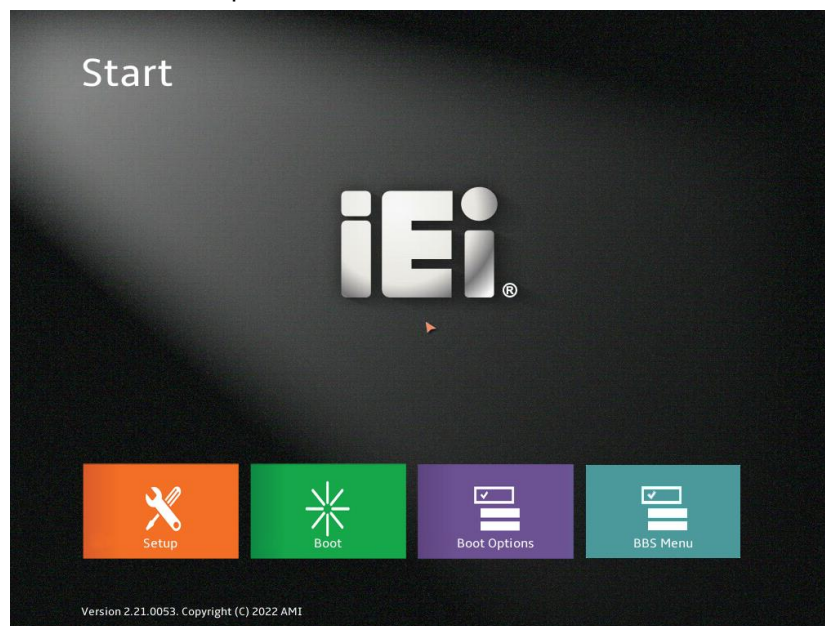 Start
iEi®
Setup
Boot
Boot Options
BBS Menu
Version 2.21.0053. Copyright (C) 2022 AMI